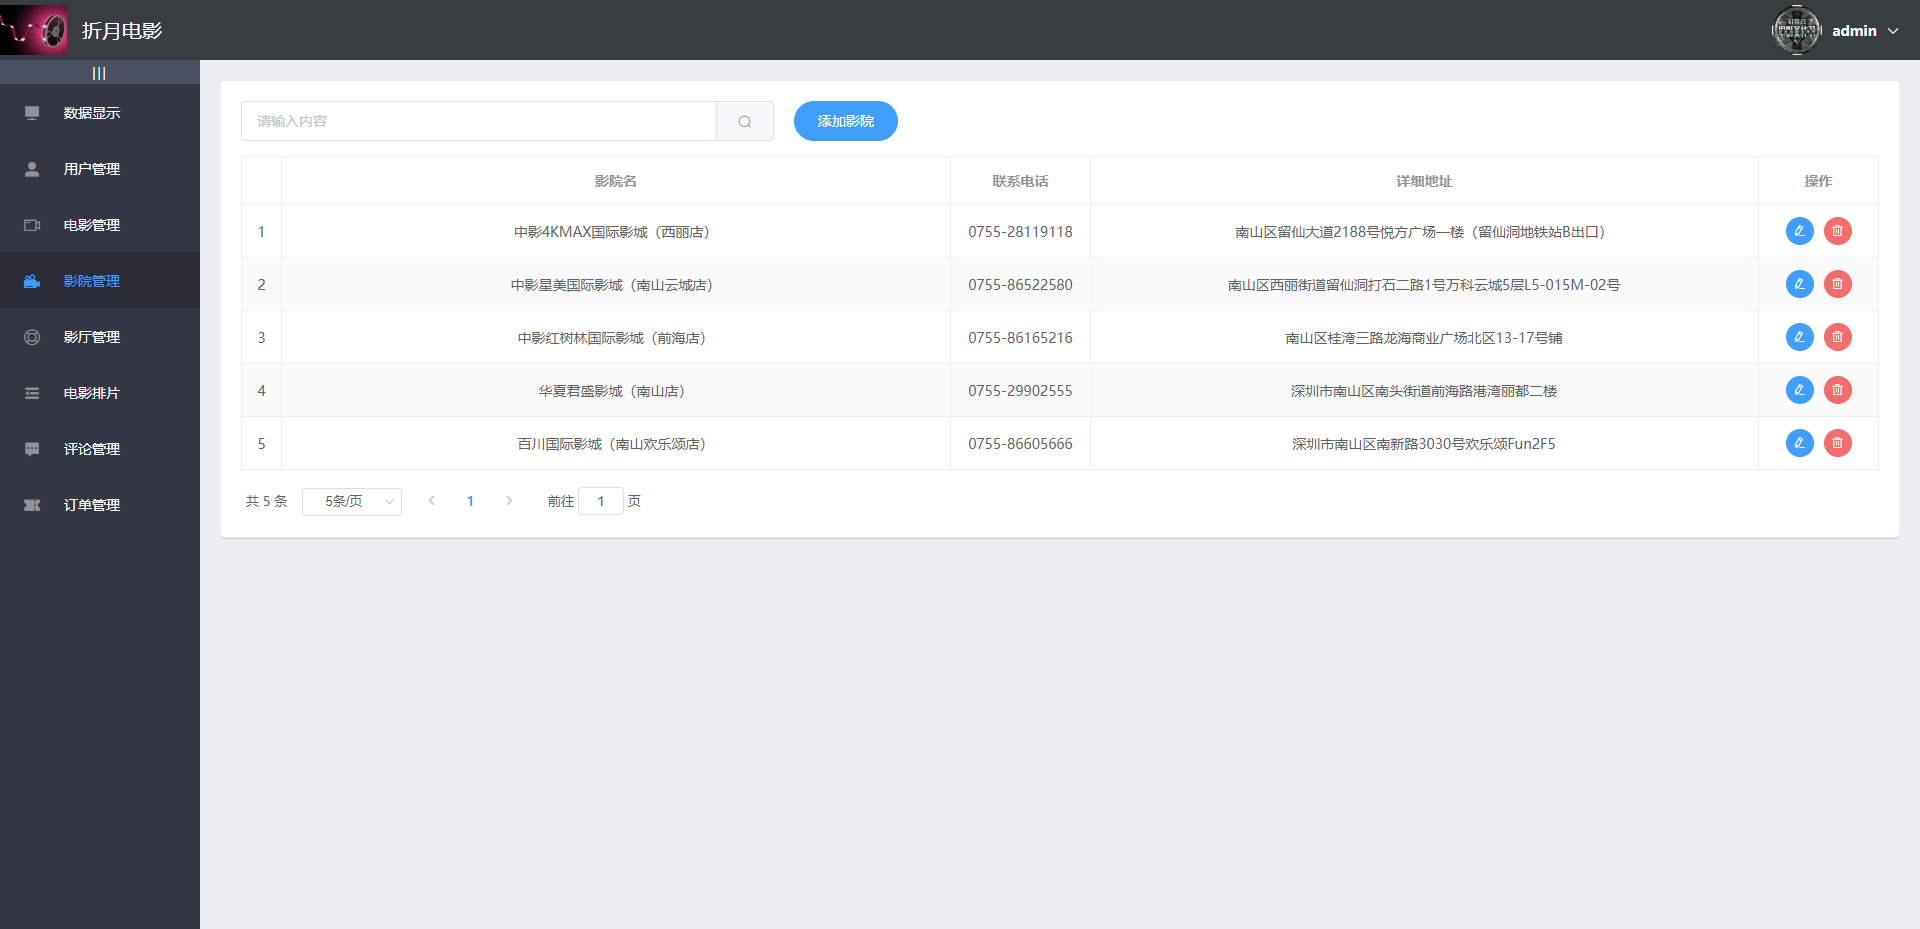 折月电影
admin
|||
数据显示
用户管理
电影管理
影院管理
影厅管理
电影排片
评论管理
订单管理
请输入内容
添加影院
影院名 联系电话 详细地址 操作
1 中影4KMAX国际影城（西丽店） 0755-28119118 南山区留仙大道2188号悦方广场一楼（留仙洞地铁站B出口）
2 中影星美国际影城（南山云城店） 0755-86522580 南山区西丽街道留仙洞打石二路1号万科云城5层L5-015M-02号
3 中影红树林国际影城（前海店） 0755-86165216 南山区桂湾三路龙海商业广场北区13-17号铺
4 华夏君盛影城（南山店） 0755-29902555 深圳市南山区南头街道前海路港湾丽都二楼
5 百川国际影城（南山欢乐颂店） 0755-86605666 深圳市南山区南新路3030号欢乐颂Fun2F5
共 5 条 5条/页 1 前往 1 页